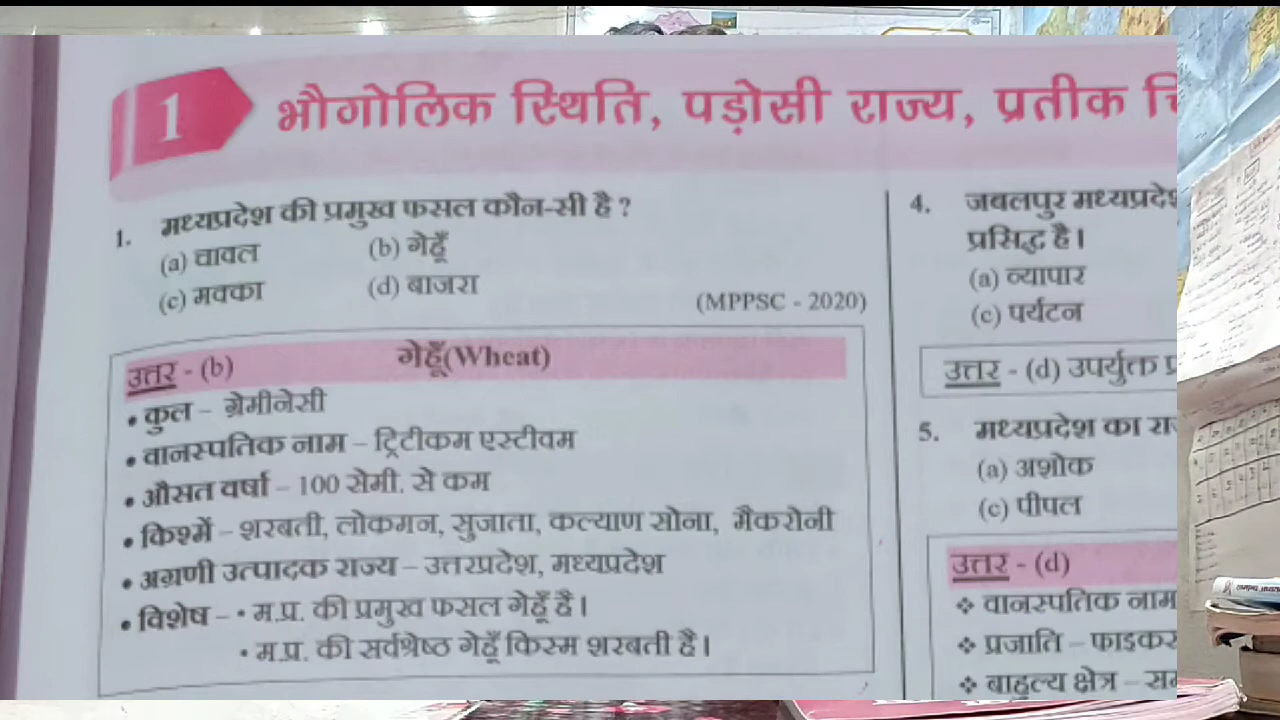 1
भौगोलिक स्थिति, पड़ोसी राज्य, प्रतीक
1. मध्यप्रदेश की प्रमुख फसल कौन-सी है ?
(a) चावल (b) गेहूँ
(c) मक्का (d) बाजरा
(MPPSC - 2020)
उत्तर - (b) गेहूँ(Wheat)
• कुल – ग्रेमीनेसी
• वानस्पतिक नाम – ट्रिटीकम एस्टीवम
• औसत वर्षा – 100 सेमी. से कम
• किश्में – शरबती, लोकमन, सुजाता, कल्याण सोना, मैकरोनी
• अग्रणी उत्पादक राज्य – उत्तरप्रदेश, मध्यप्रदेश
• विशेष – • म.प्र. की प्रमुख फसल गेहूँ है।
• म.प्र. की सर्वश्रेष्ठ गेहूँ किस्म शरबती है।
4. जबलपुर मध्यप्रदेश
प्रसिद्ध है।
(a) व्यापार
(c) पर्यटन
उत्तर - (d) उपर्युक्त
5. मध्यप्रदेश का
(a) अशोक
(c) पीपल
उत्तर - (d)
❖ वानस्पतिक नाम
❖ प्रजाति – फाइकस
❖ बाहुल्य क्षेत्र –